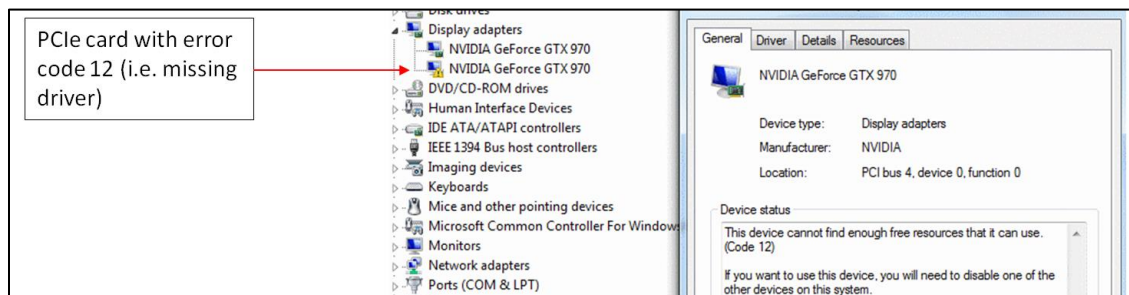 PCIe card with error
code 12 (i.e. missing
driver)
Disk drives
Display adapters
NVIDIA GeForce GTX 970
NVIDIA GeForce GTX 970
DVD/CD-ROM drives
Human Interface Devices
IDE ATA/ATAPI controllers
IEEE 1394 Bus host controllers
Imaging devices
Keyboards
Mice and other pointing devices
Microsoft Common Controller For Windows
Monitors
Network adapters
Ports (COM & LPT)
General Driver Details Resources
NVIDIA GeForce GTX 970
Device type: Display adapters
Manufacturer: NVIDIA
Location: PCI bus 4, device 0, function 0
Device status
This device cannot find enough free resources that it can use.
(Code 12)
If you want to use this device, you will need to disable one of the
other devices on this system.